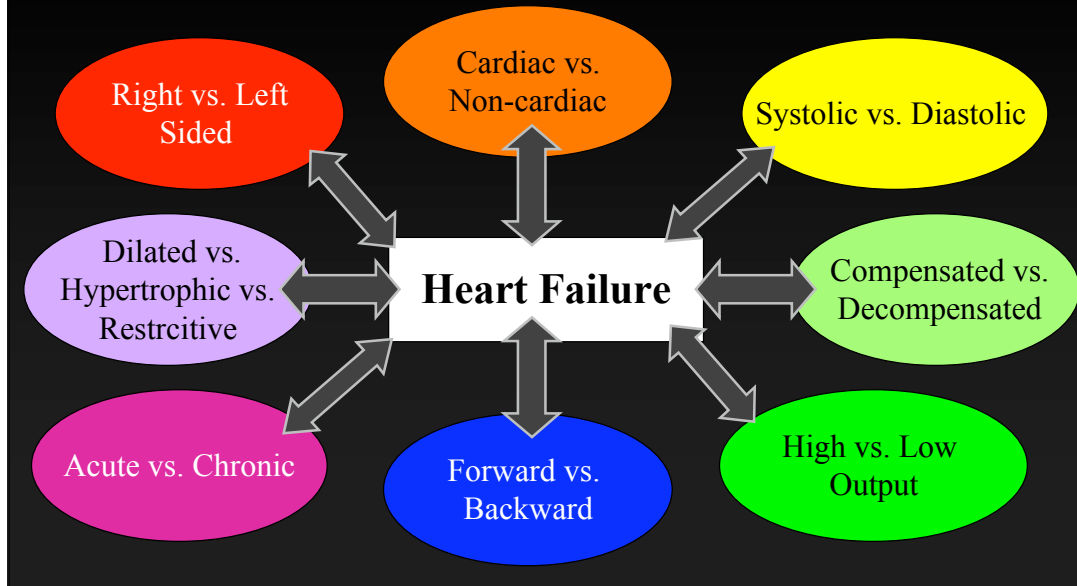 Right vs. Left
Sided
Cardiac vs.
Non-cardiac
Systolic vs. Diastolic
Dilated vs.
Hypertrophic vs.
Restrcitive
Heart Failure
Compensated vs.
Decompensated
Acute vs. Chronic
Forward vs.
Backward
High vs. Low
Output